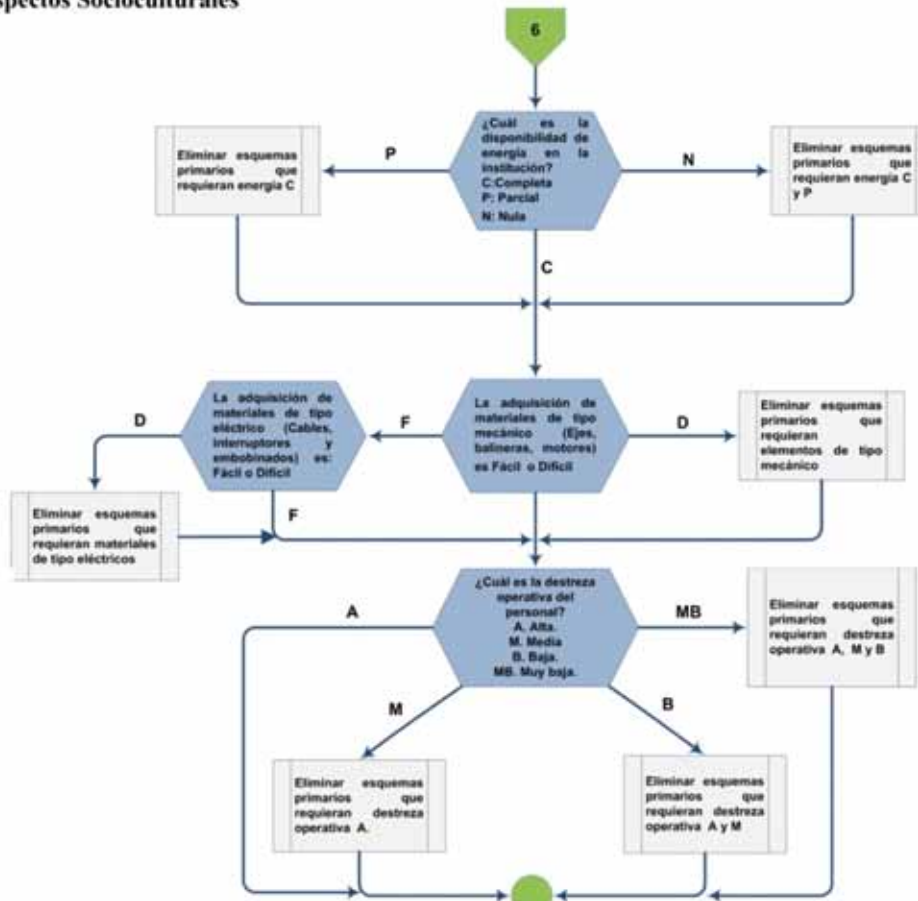 spectos Socioculturales
6
¿Cuál es la
disponibilidad de
energía en la
institución?
C:Completa
P: Parcial
N: Nula
P
N
Eliminar esquemas
primarios que
requieran energía C
Eliminar esquemas
primarios que
requieran energía C
y P
C
La adquisición de
materiales de tipo
eléctrico (Cables,
interruptores y
embobinados) es:
Fácil o Difícil
D
F
La adquisición de
materiales de tipo
mecánico (Ejes,
balineras, motores)
es Fácil o Difícil
D
Eliminar esquemas
primarios que
requieran
elementos de tipo
mecánico
Eliminar esquemas
primarios que
requieran materiales
de tipo eléctricos
F
¿Cuál es la destreza
operativa del
personal?
A. Alta.
M. Media
B. Baja.
MB. Muy baja.
A
MB
Eliminar esquemas
primarios que
requieran destreza
operativa A, M y B
M
B
Eliminar esquemas
primarios que
requieran destreza
operativa A.
Eliminar esquemas
primarios que
requieran destreza
operativa A y M